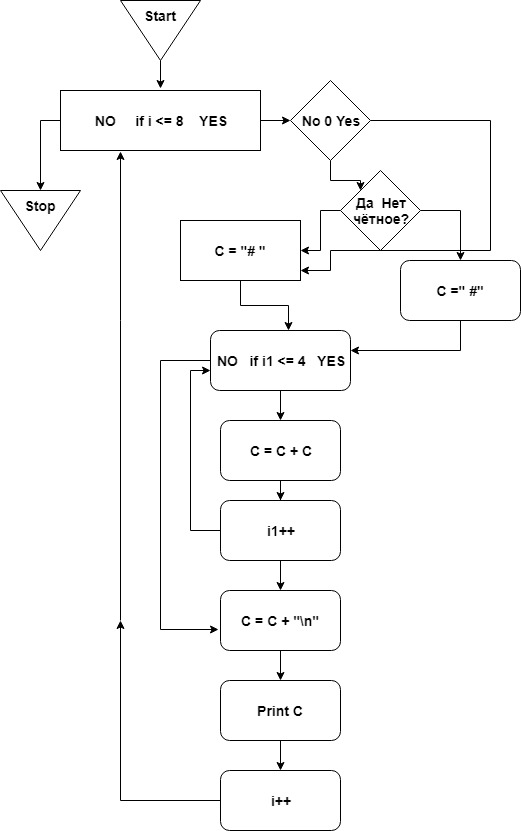 Start
NO if i <= 8 YES
No 0 Yes
Stop
Да Нет
чётное?
C = "# "
C =" #"
NO if i1 <= 4 YES
C = C + C
i1++
C = C + "\n"
Print C
i++